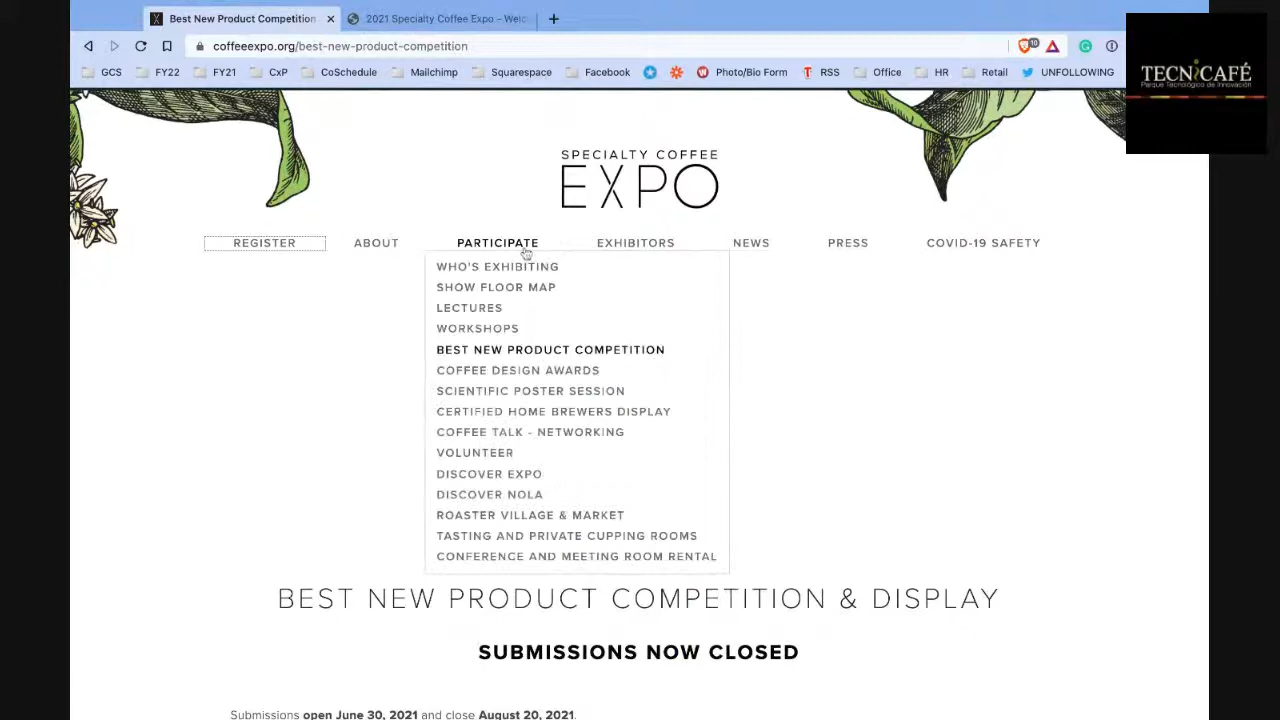 Best New Product Competition
2021 Specialty Coffee Expo - Welc
coffeeexpo.org/best-new-product-competition
10
GCS
FY22
FY21
CxP
CoSchedule
Mailchimp
Squarespace
Facebook
Photo/Bio Form
RSS
Office
HR
Retail
UNFOLLOWING
TECNiCAFÉ
Parque Tecnológico de Innovación
SPECIALTY COFFEE
EXPO
REGISTER
ABOUT
PARTICIPATE
EXHIBITORS
NEWS
PRESS
COVID-19 SAFETY
WHO'S EXHIBITING
SHOW FLOOR MAP
LECTURES
WORKSHOPS
BEST NEW PRODUCT COMPETITION
COFFEE DESIGN AWARDS
SCIENTIFIC POSTER SESSION
CERTIFIED HOME BREWERS DISPLAY
COFFEE TALK - NETWORKING
VOLUNTEER
DISCOVER EXPO
DISCOVER NOLA
ROASTER VILLAGE & MARKET
TASTING AND PRIVATE CUPPING ROOMS
CONFERENCE AND MEETING ROOM RENTAL
BEST NEW PRODUCT COMPETITION & DISPLAY
SUBMISSIONS NOW CLOSED
Submissions open June 30, 2021 and close August 20, 2021.